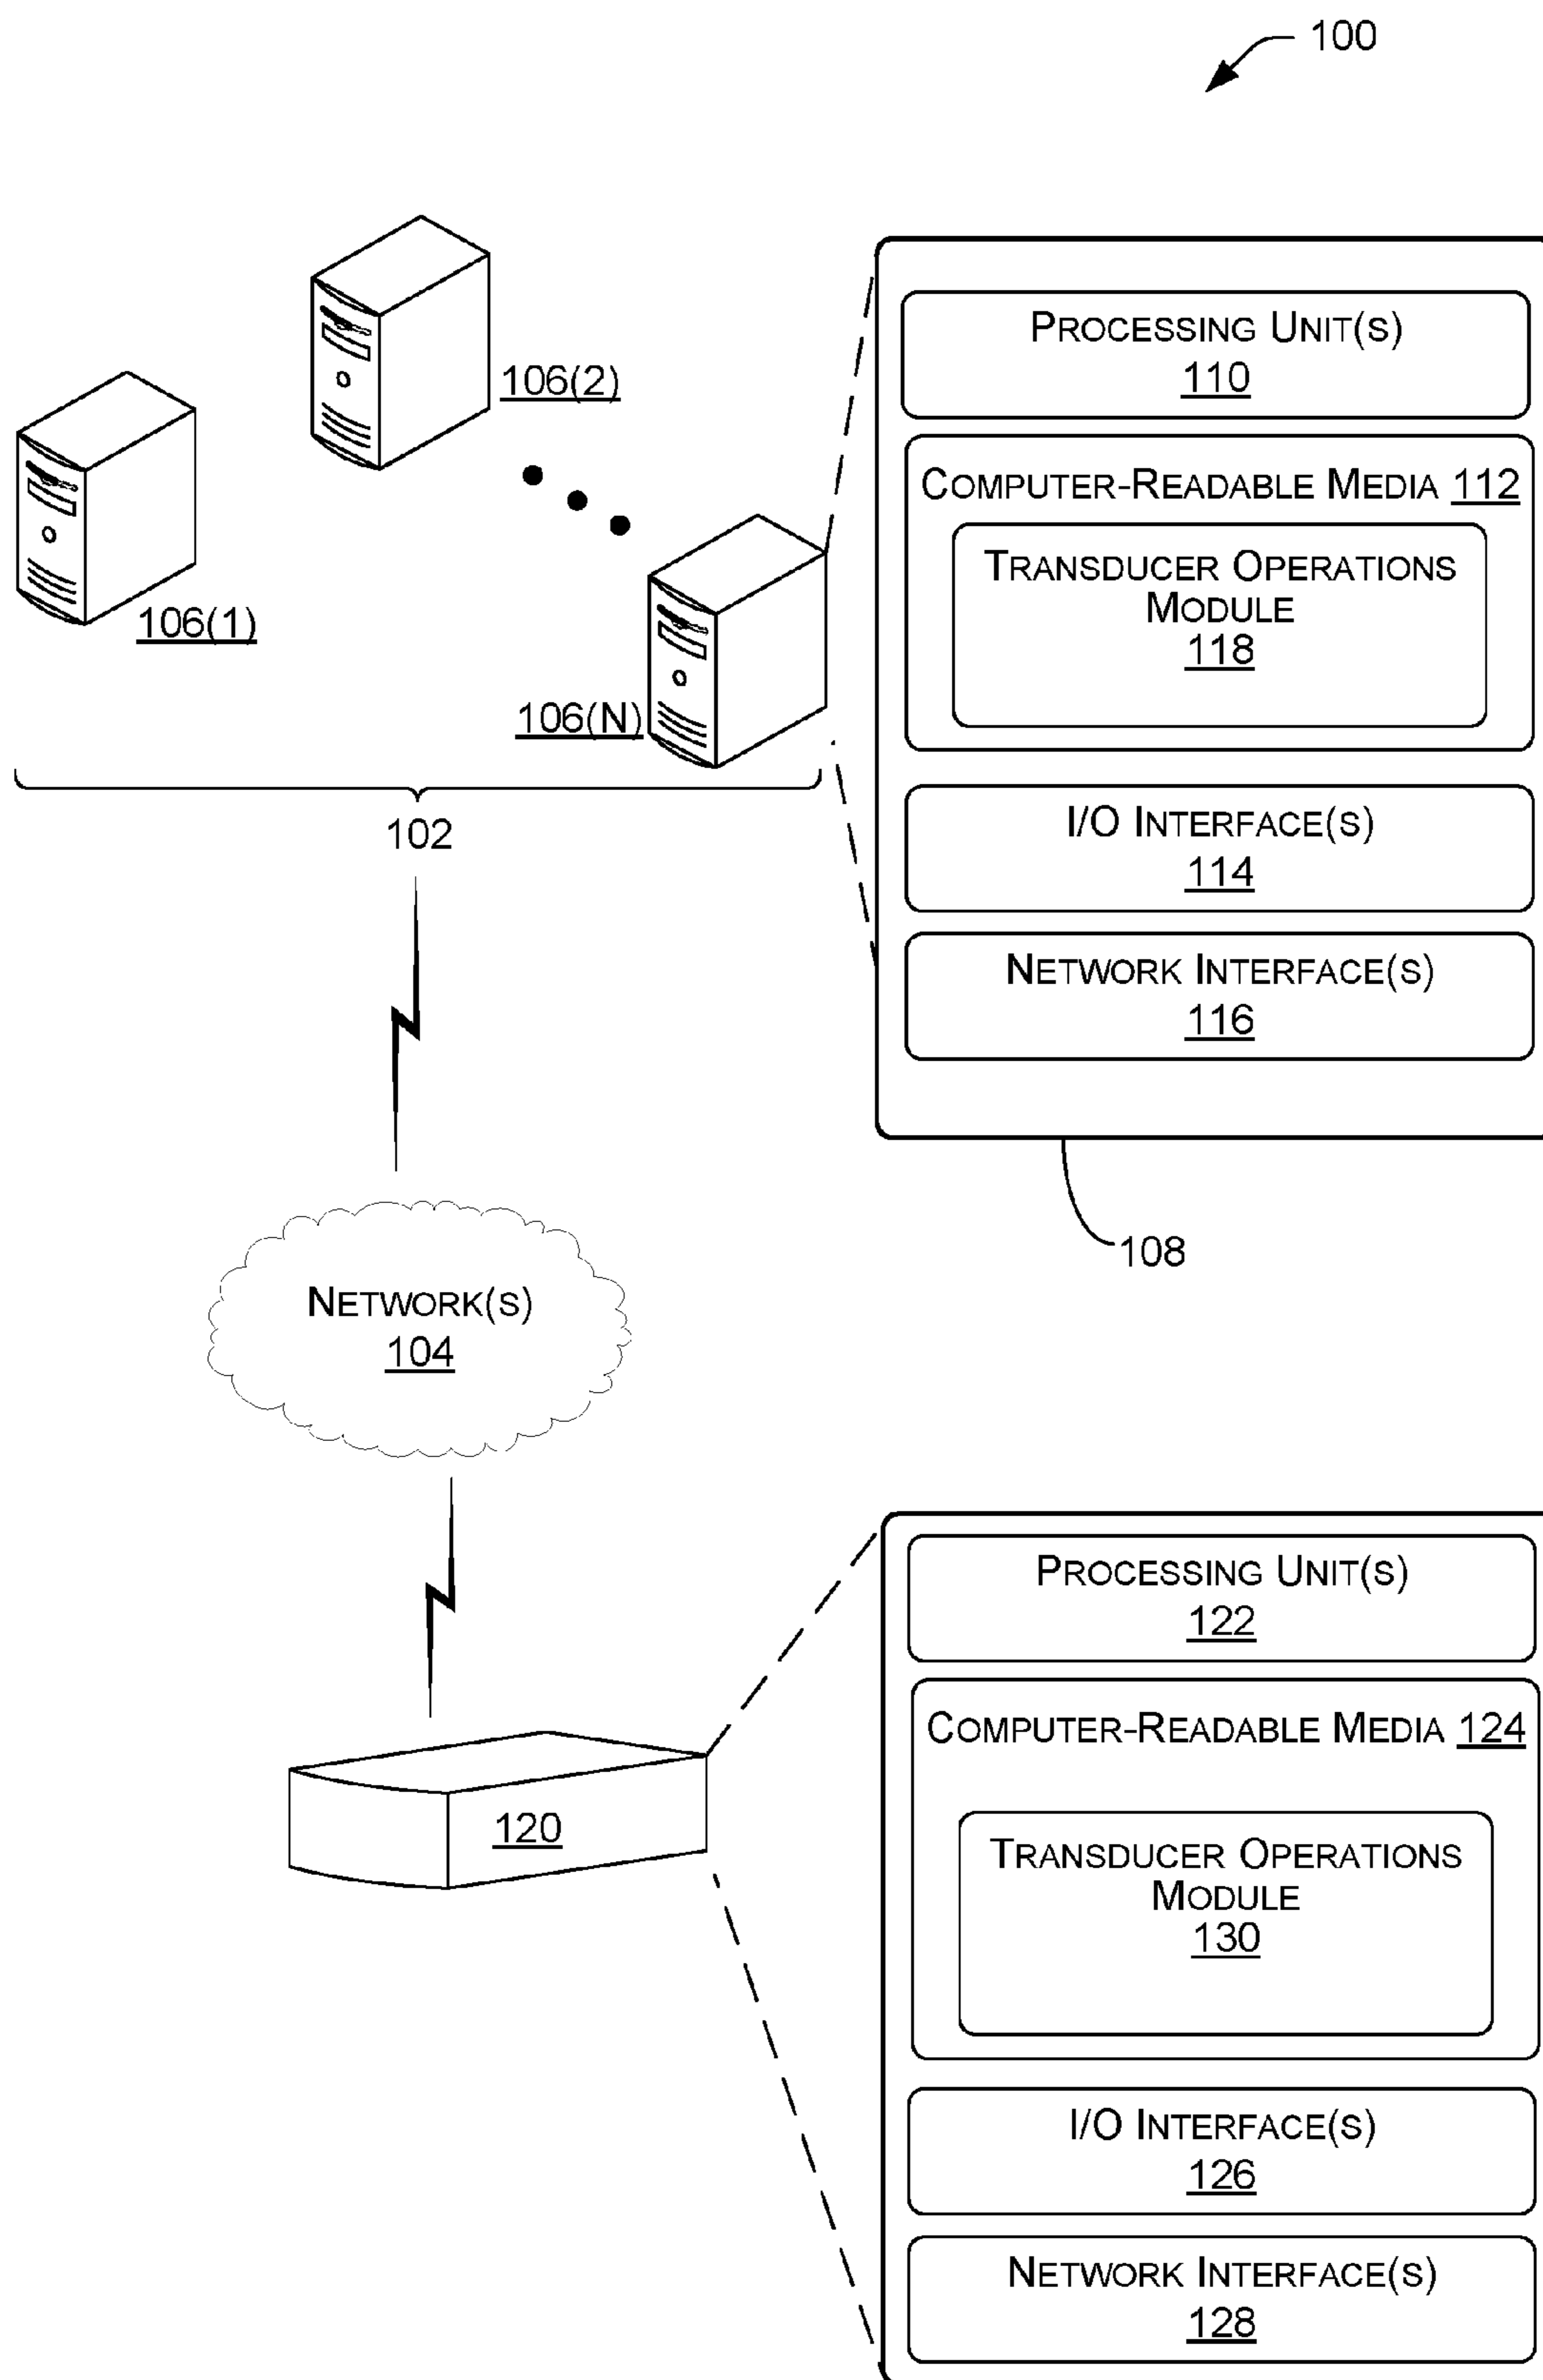 100
106(2)
106(1)
106(N)
102
PROCESSING UNIT(S)
110
COMPUTER-READABLE MEDIA 112
TRANSDUCER OPERATIONS
MODULE
118
I/O INTERFACE(S)
114
NETWORK INTERFACE(S)
116
108
NETWORK(S)
104
120
PROCESSING UNIT(S)
122
COMPUTER-READABLE MEDIA 124
TRANSDUCER OPERATIONS
MODULE
130
I/O INTERFACE(S)
126
NETWORK INTERFACE(S)
128